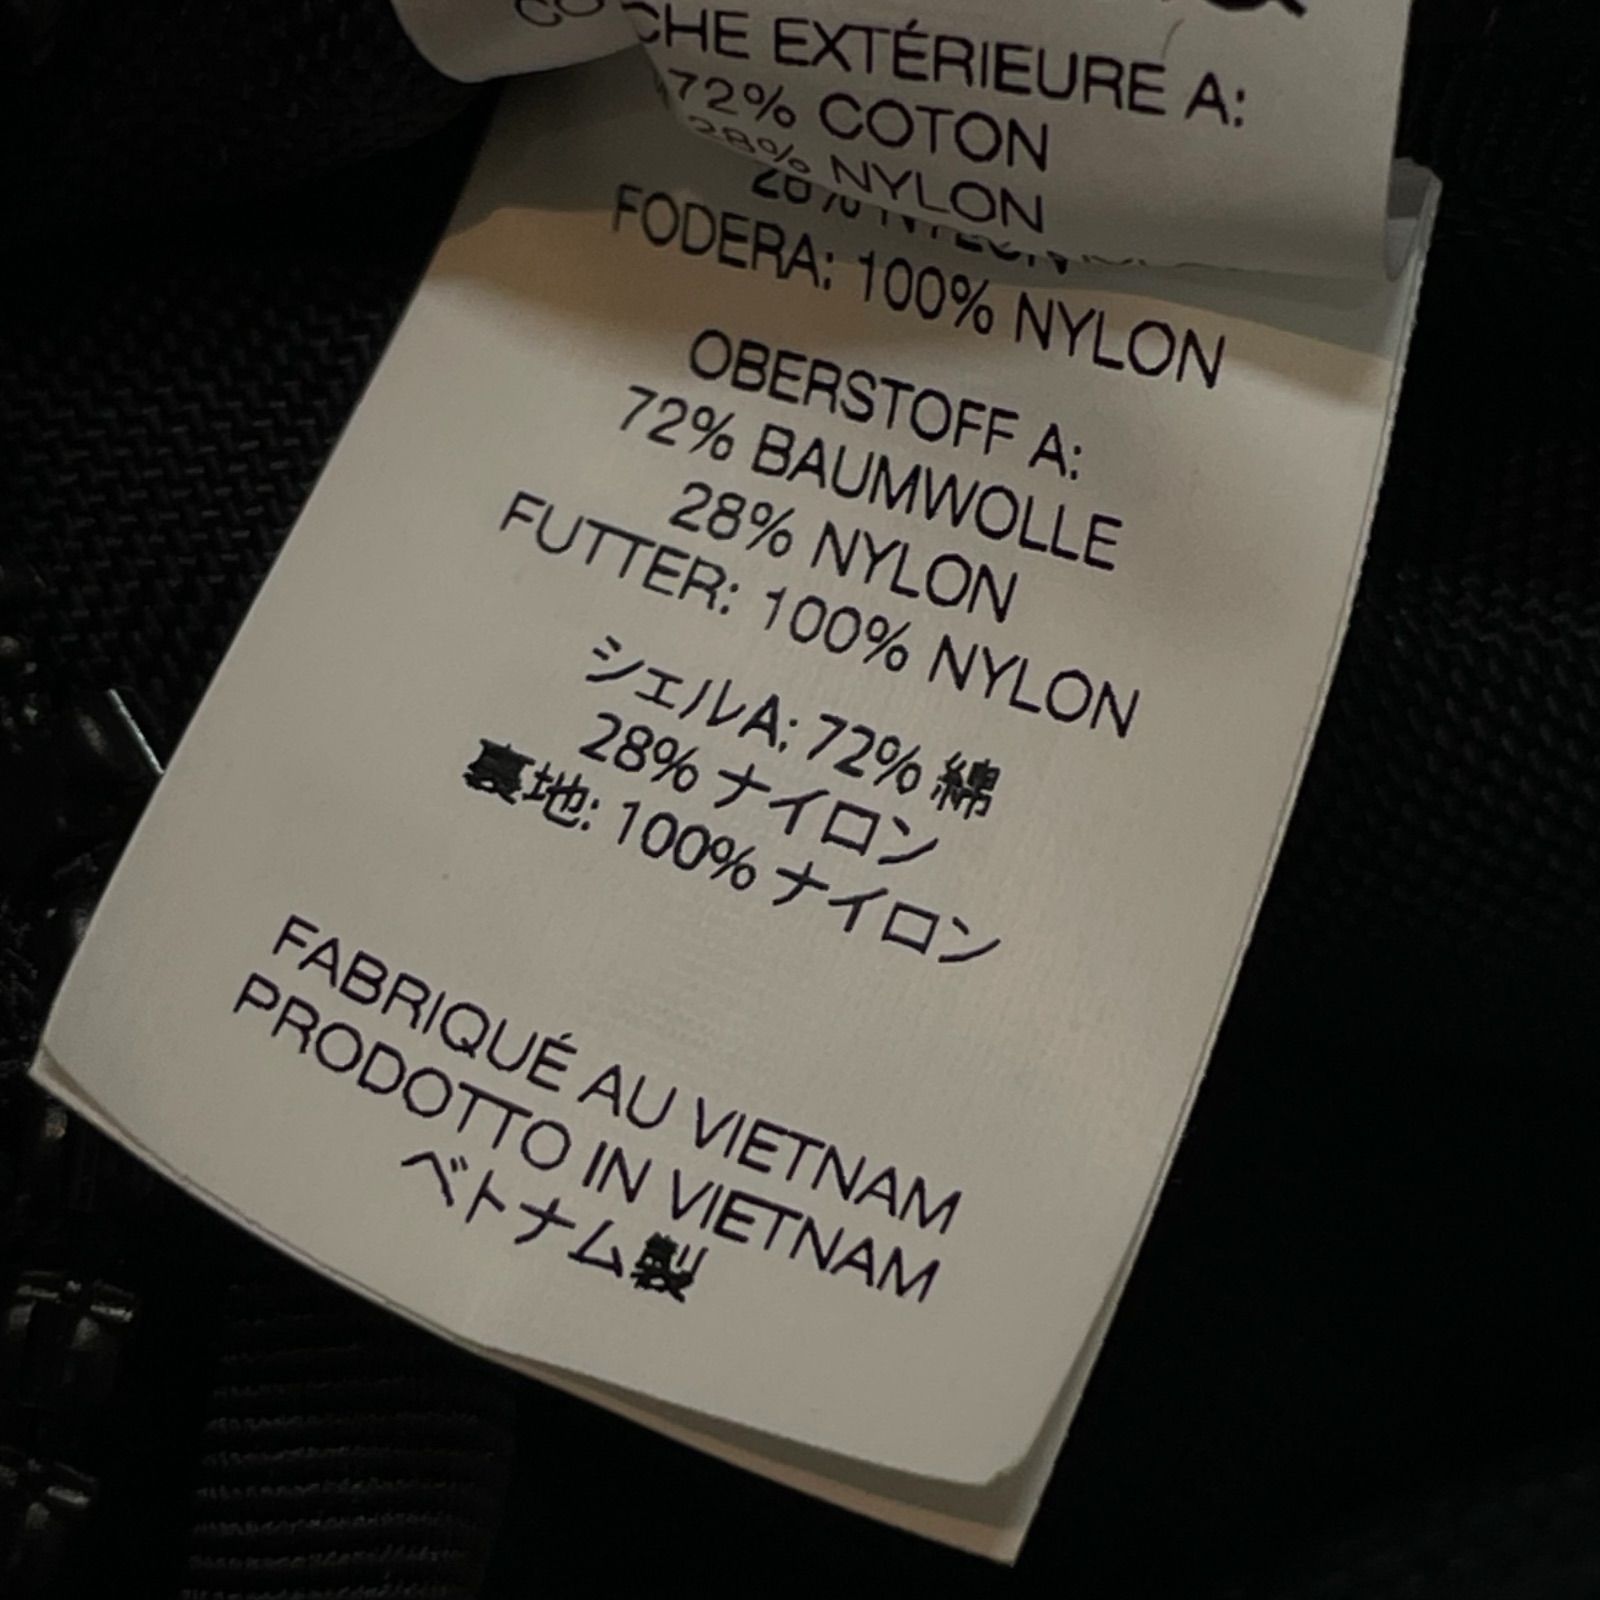 CHE EXTÉRIEURE A:
72% COTON
28% NYLON
28% NYLON
FODERA: 100% NYLON
OBERSTOFF A:
72% BAUMWOLLE
28% NYLON
FUTTER: 100% NYLON
シェルA: 72% 綿
28% ナイロン
裏地: 100% ナイロン
FABRIQUÉ AU VIETNAM
PRODOTTO IN VIETNAM
ベトナム製